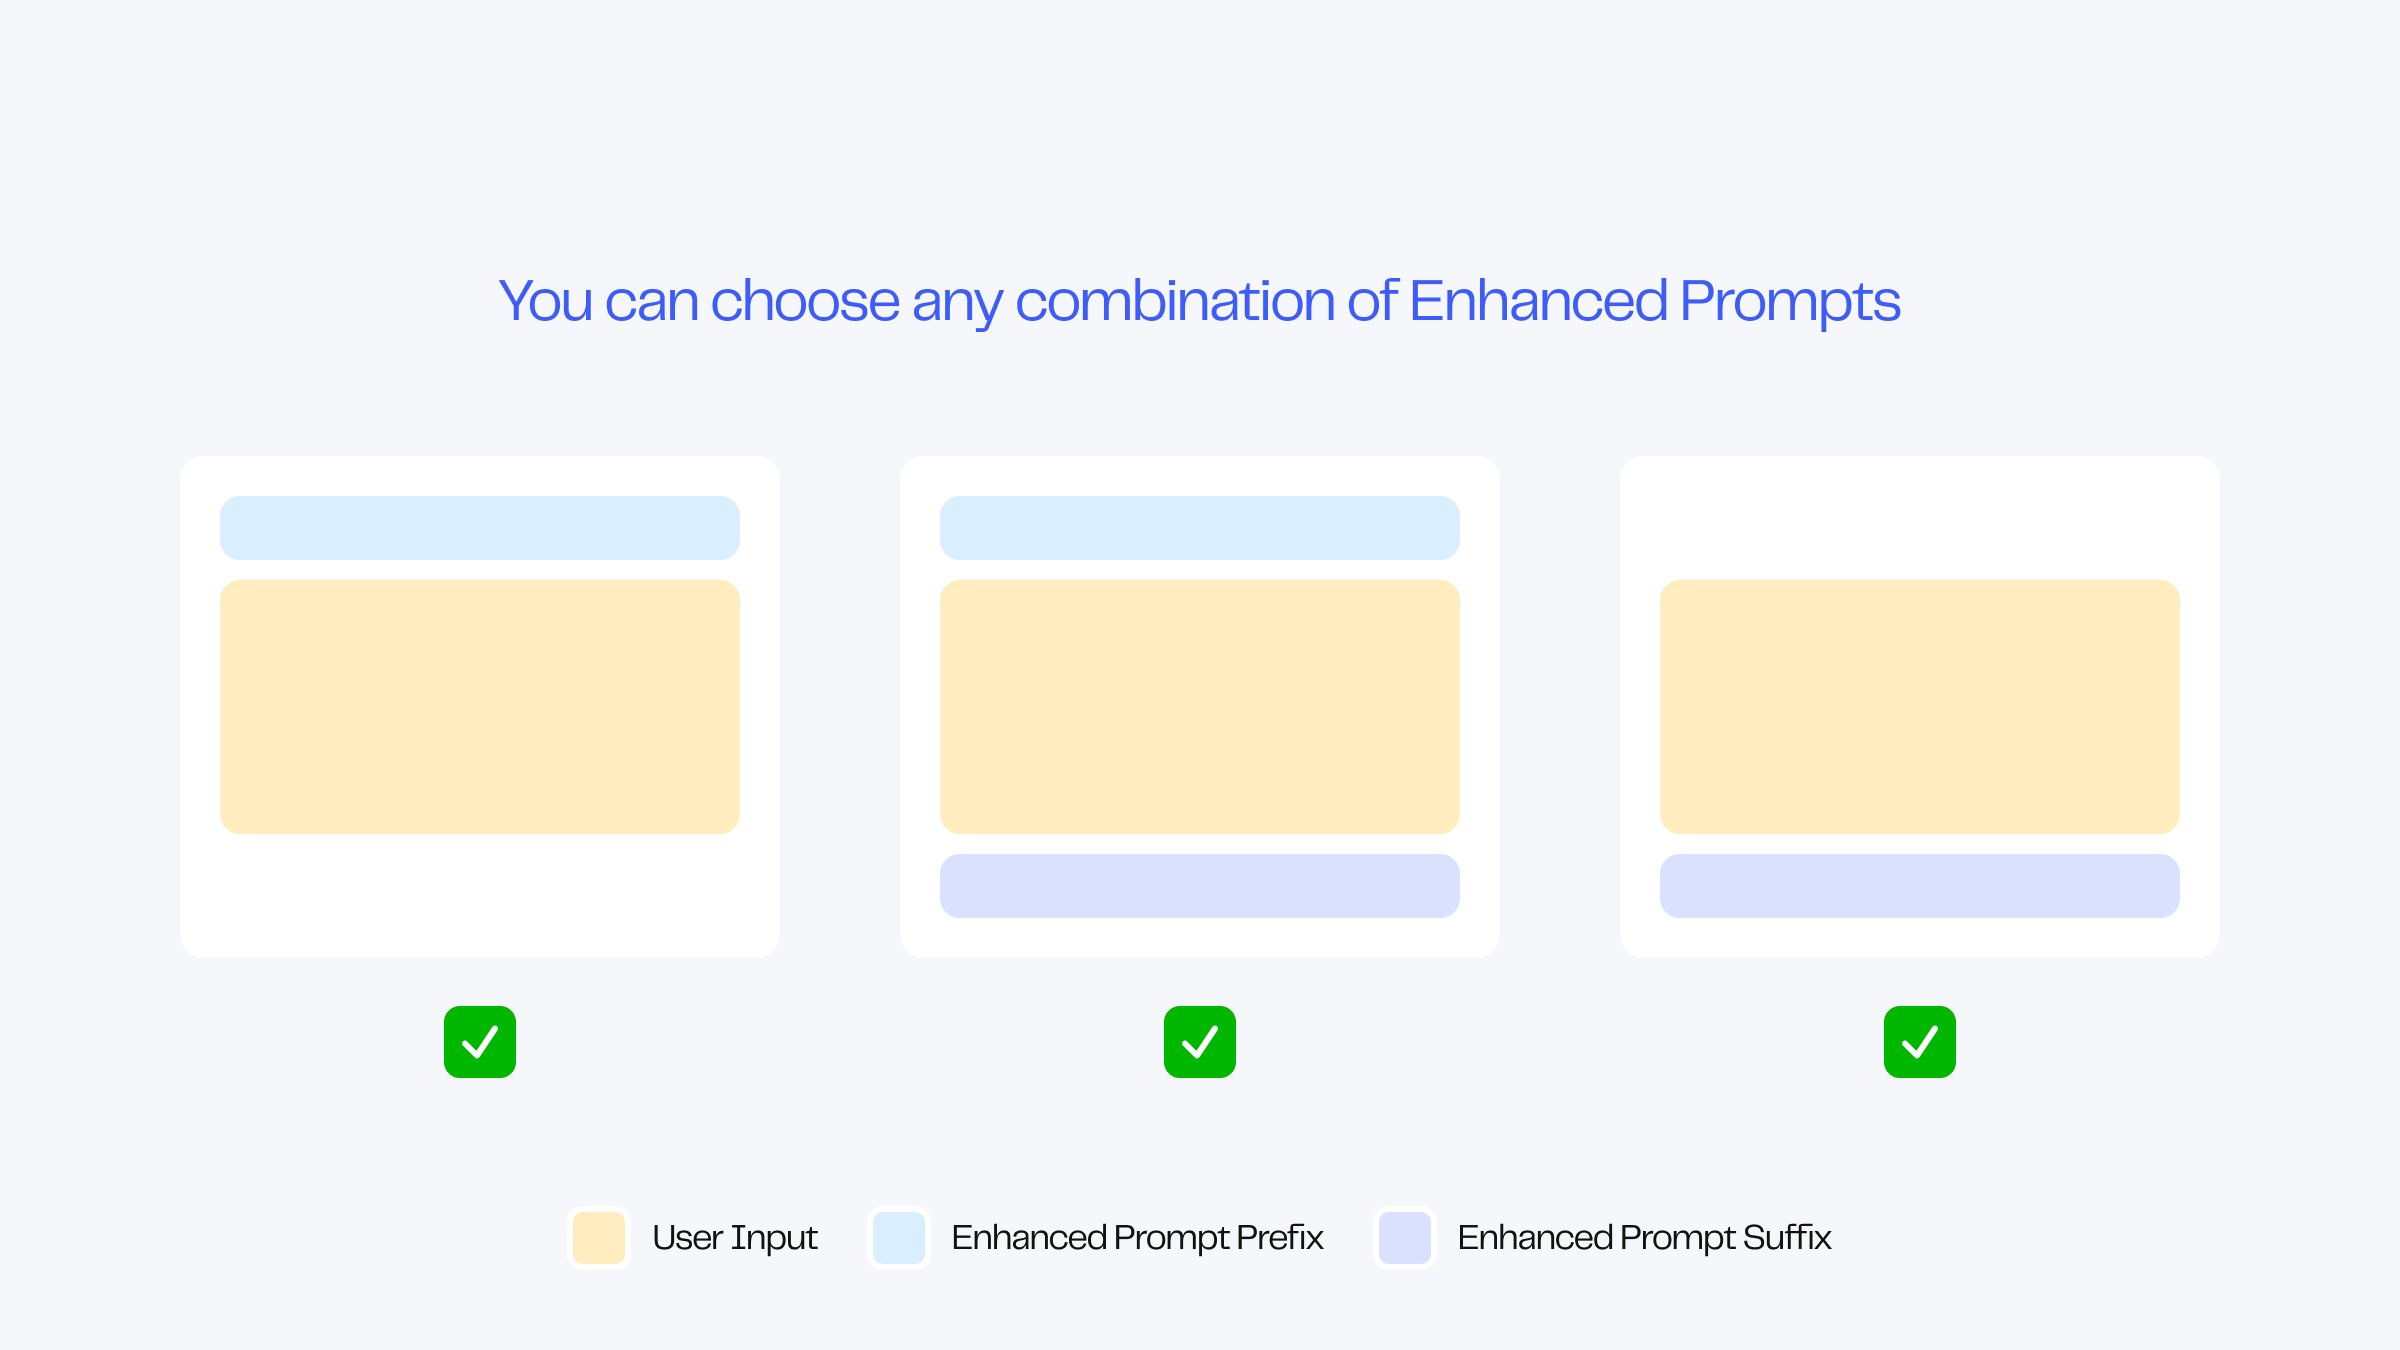 You can choose any combination of Enhanced Prompts
User Input
Enhanced Prompt Prefix
Enhanced Prompt Suffix